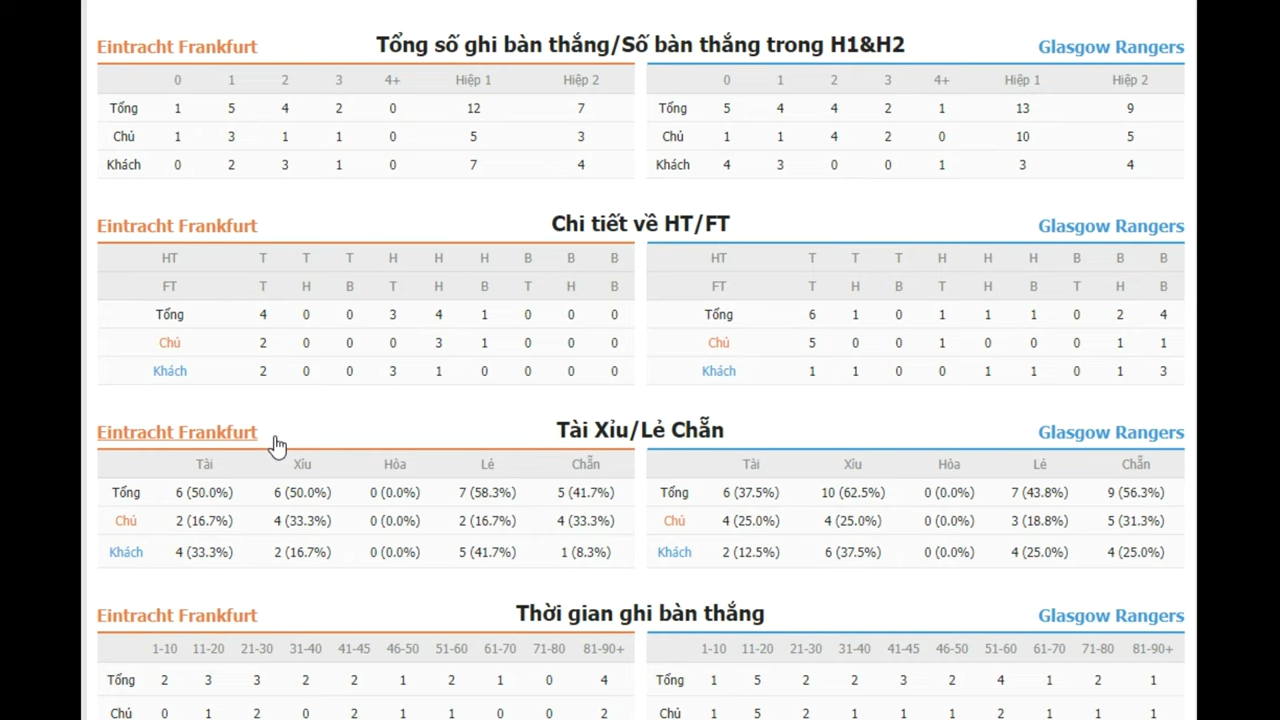 Eintracht Frankfurt Tổng số ghi bàn thắng/Số bàn thắng trong H1&H2 Glasgow Rangers
0 1 2 3 4+ Hiệp 1 Hiệp 2 0 1 2 3 4+ Hiệp 1 Hiệp 2
Tổng 1 5 4 2 0 12 7 Tổng 5 4 4 2 1 13 9
Chủ 1 3 1 1 0 5 3 Chủ 1 1 4 2 0 10 5
Khách 0 2 3 1 0 7 4 Khách 4 3 0 0 1 3 4
Eintracht Frankfurt Chi tiết về HT/FT Glasgow Rangers
HT T T T H H H B B B HT T T T H H H B B B
FT T H B T H B T H B FT T H B T H B T H B
Tổng 4 0 0 3 4 1 0 0 0 Tổng 6 1 0 1 1 1 0 2 4
Chủ 2 0 0 0 3 1 0 0 0 Chủ 5 0 0 1 0 0 0 1 1
Khách 2 0 0 3 1 0 0 0 0 Khách 1 1 0 0 1 1 0 1 3
Eintracht Frankfurt Tài Xỉu/Lẻ Chẵn Glasgow Rangers
Tài Xỉu Hòa Lẻ Chẵn Tài Xỉu Hòa Lẻ Chẵn
Tổng 6 (50.0%) 6 (50.0%) 0 (0.0%) 7 (58.3%) 5 (41.7%) Tổng 6 (37.5%) 10 (62.5%) 0 (0.0%) 7 (43.8%) 9 (56.3%)
Chủ 2 (16.7%) 4 (33.3%) 0 (0.0%) 2 (16.7%) 4 (33.3%) Chủ 4 (25.0%) 4 (25.0%) 0 (0.0%) 3 (18.8%) 5 (31.3%)
Khách 4 (33.3%) 2 (16.7%) 0 (0.0%) 5 (41.7%) 1 (8.3%) Khách 2 (12.5%) 6 (37.5%) 0 (0.0%) 4 (25.0%) 4 (25.0%)
Eintracht Frankfurt Thời gian ghi bàn thắng Glasgow Rangers
1-10 11-20 21-30 31-40 41-45 46-50 51-60 61-70 71-80 81-90+ 1-10 11-20 21-30 31-40 41-45 46-50 51-60 61-70 71-80 81-90+
Tổng 2 3 3 2 2 1 2 1 0 4 Tổng 1 5 2 2 3 2 4 1 2 1
Chủ 0 1 2 0 2 1 1 0 0 2 Chủ 1 5 2 1 1 1 2 1 1 1